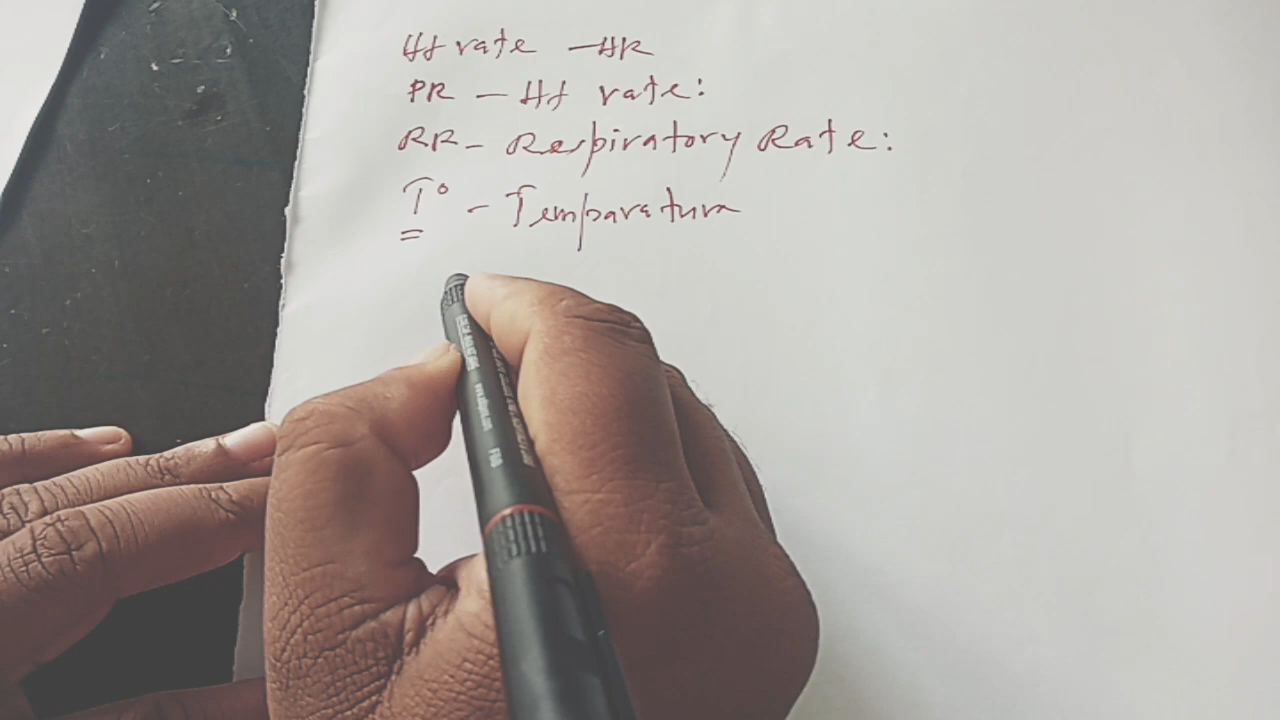 Ht rate - HR
PR - Ht rate:
RR - Respiratory Rate:
T° - Temparatura